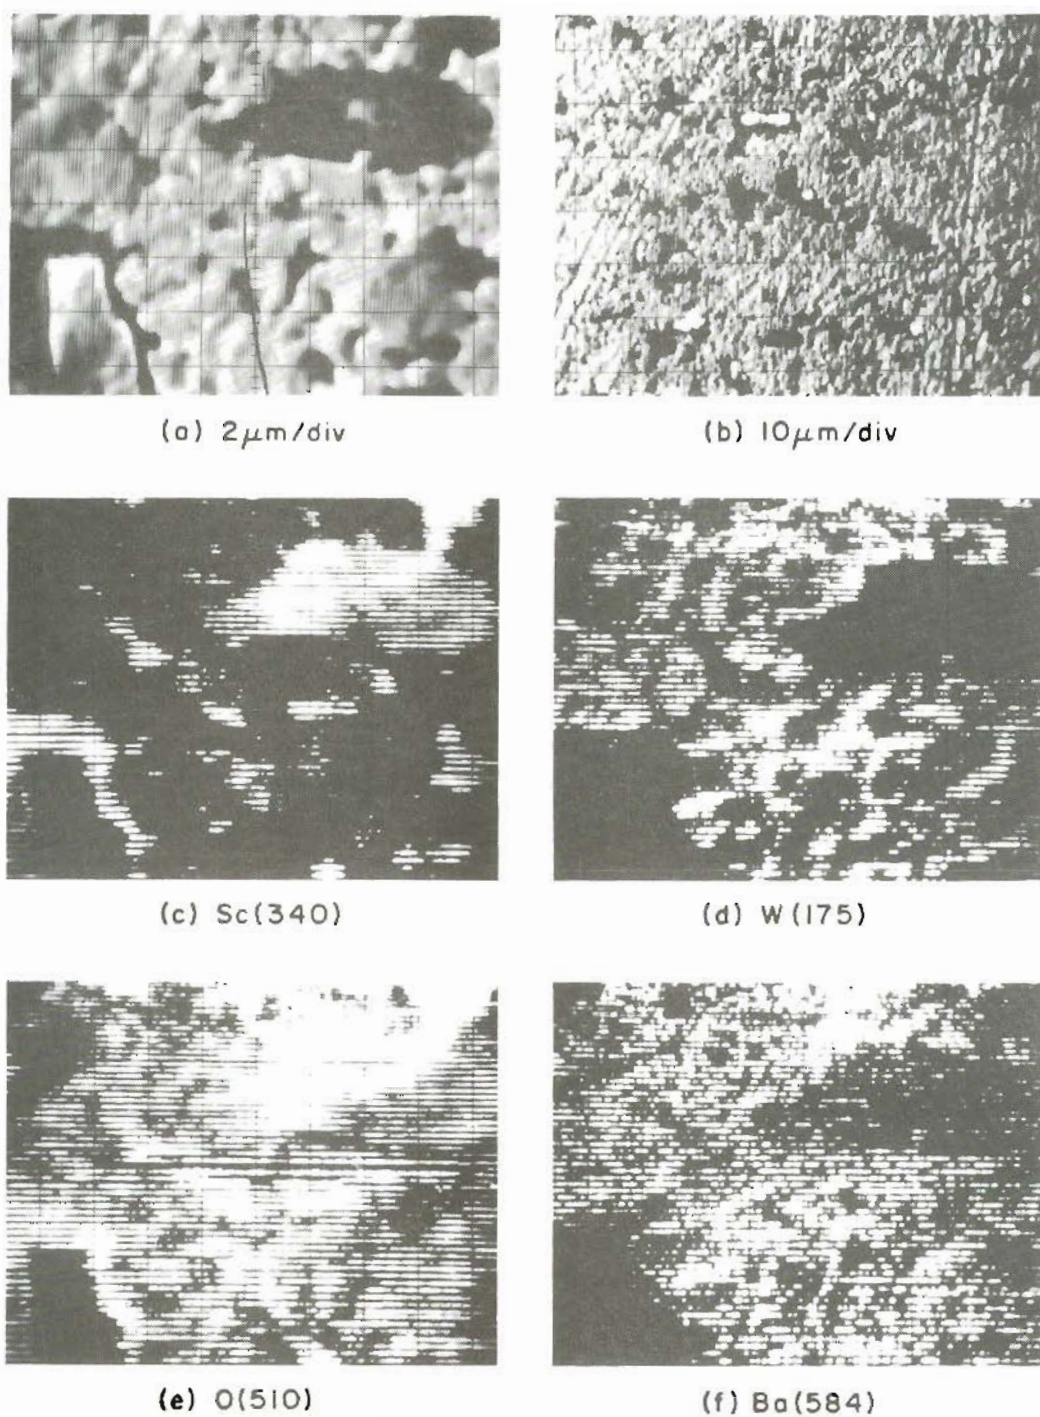 (a) 2μm/div
(b) 10μm/div
(c) Sc(340)
(d) W(175)
(e) O(510)
(f) Ba(584)